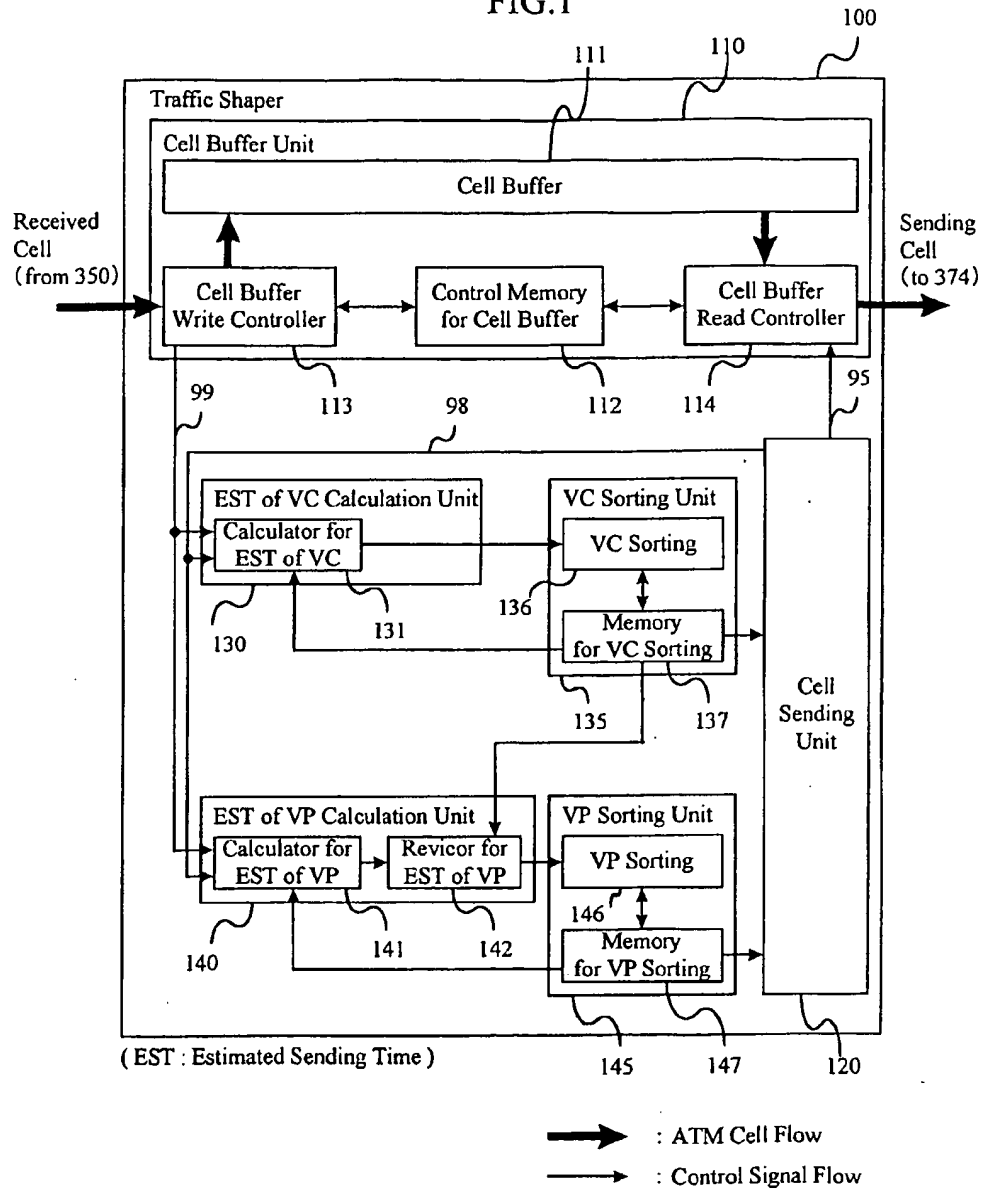 FIG.1
100
111
110
Traffic Shaper
Cell Buffer Unit
Cell Buffer
Received
Cell
(from 350)
Sending
Cell
(to 374)
Cell Buffer
Write Controller
Control Memory
for Cell Buffer
Cell Buffer
Read Controller
99
113
98
112
114
95
EST of VC Calculation Unit
Calculator for
EST of VC
VC Sorting Unit
VC Sorting
136
130
131
Memory
for VC Sorting
135
137
Cell
Sending
Unit
EST of VP Calculation Unit
Calculator for
EST of VP
Revicor for
EST of VP
VP Sorting Unit
VP Sorting
146
140
141
142
Memory
for VP Sorting
(EST : Estimated Sending Time)
145
147
120
: ATM Cell Flow
: Control Signal Flow